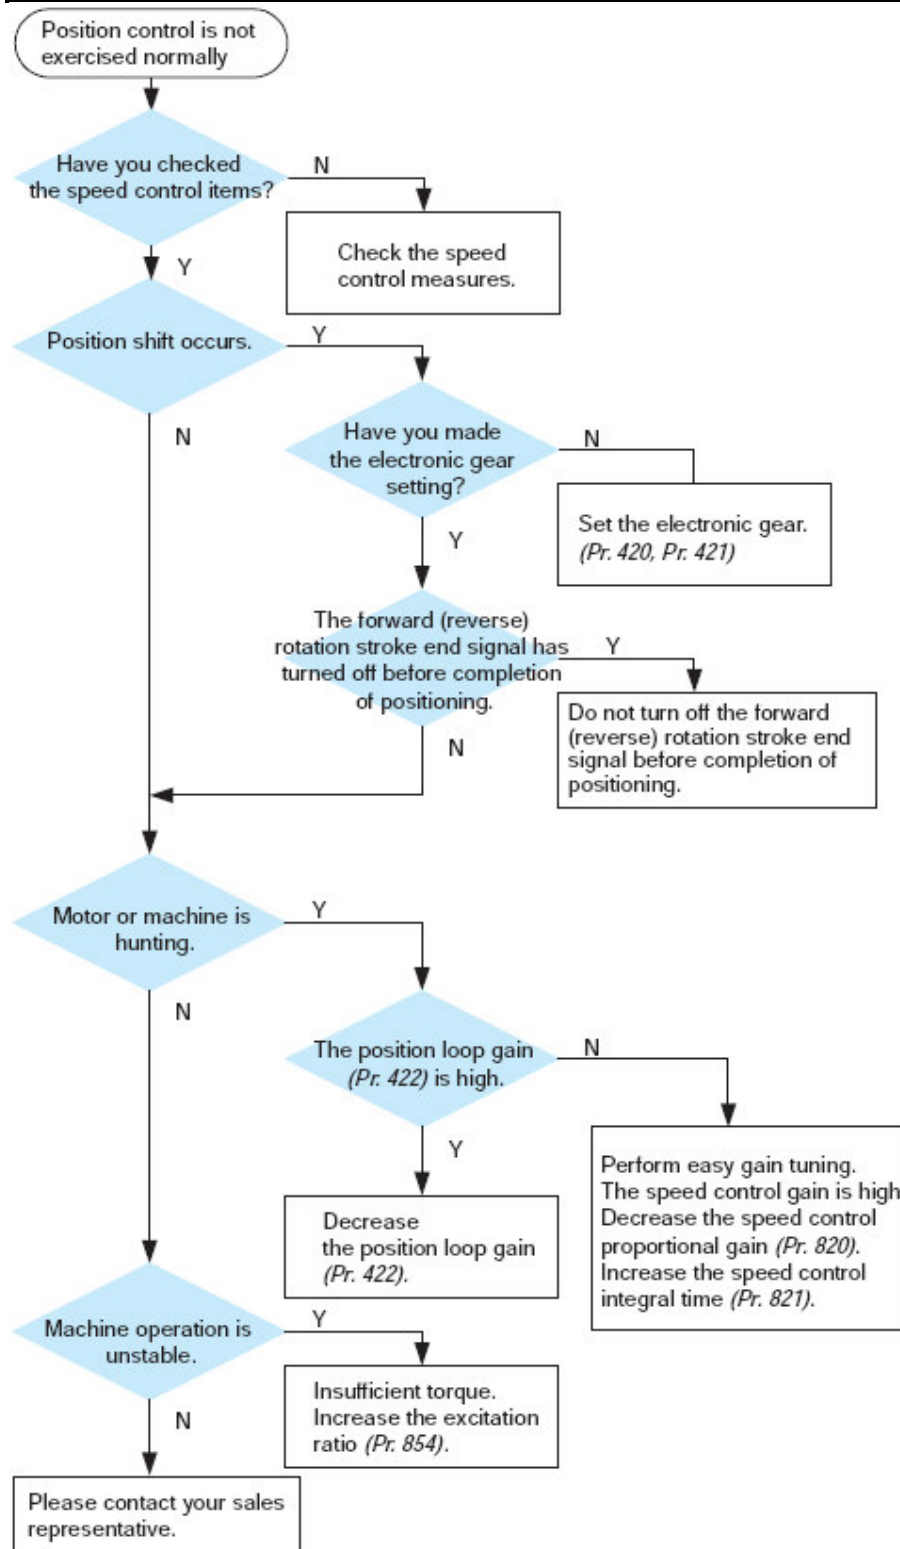 Position control is not
exercised normally
Have you checked
the speed control items?
N
Check the speed
control measures.
Y
Position shift occurs.
Y
N
Have you made
the electronic gear
setting?
N
Set the electronic gear.
(Pr. 420, Pr. 421)
Y
The forward (reverse)
rotation stroke end signal has
turned off before completion
of positioning.
Y
Do not turn off the forward
(reverse) rotation stroke end
signal before completion of
positioning.
N
Motor or machine is
hunting.
Y
N
The position loop gain
(Pr. 422) is high.
N
Y
Perform easy gain tuning.
The speed control gain is high
Decrease the speed control
proportional gain (Pr. 820).
Increase the speed control
integral time (Pr. 821).
Decrease
the position loop gain
(Pr. 422).
Machine operation is
unstable.
Y
Insufficient torque.
Increase the excitation
ratio (Pr. 854).
N
Please contact your sales
representative.